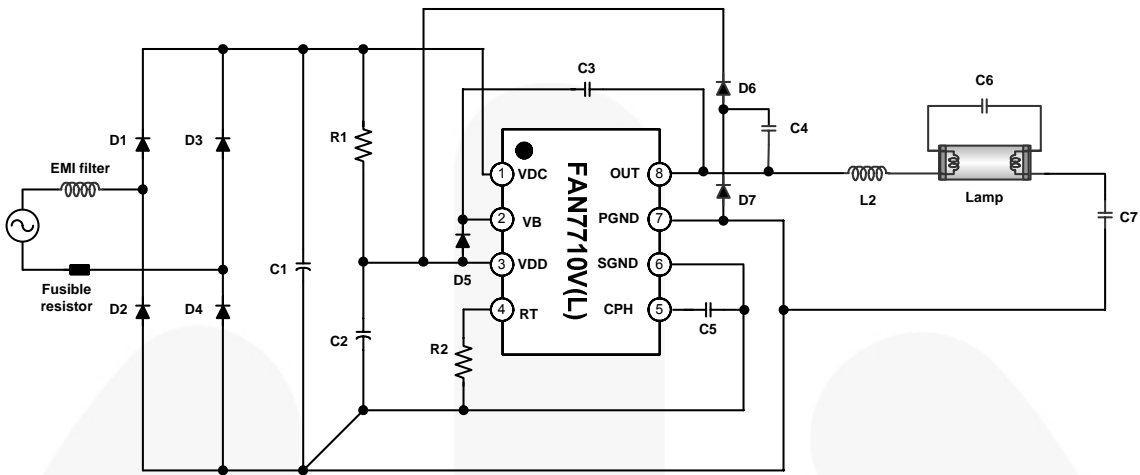 C3
D6
C6
D1
D3
R1
C4
EMI filter
1
VDC
OUT
8
FAN7710V(L)
L2
Lamp
2
VB
PGND
7
D7
C7
C1
D5
3
VDD
SGND
6
Fusible
resistor
D2
D4
C2
4
RT
CPH
5
C5
R2